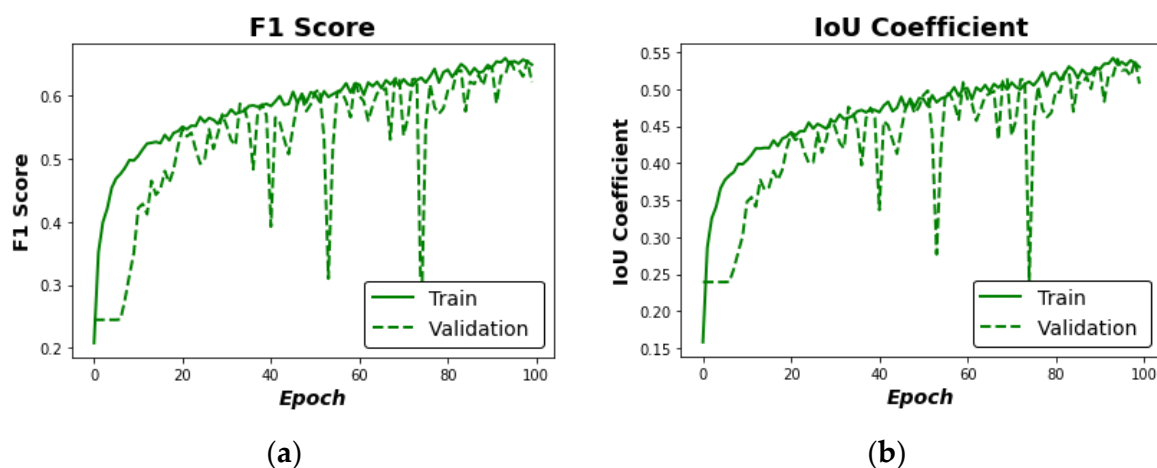 F1 Score
0.6
0.5
0.4
0.3
0.2
F1 Score
Train
Validation
0 20 40 60 80 100
Epoch
(a)
IoU Coefficient
0.55
0.50
0.45
0.40
0.35
0.30
0.25
0.20
0.15
IoU Coefficient
Train
Validation
0 20 40 60 80 100
Epoch
(b)